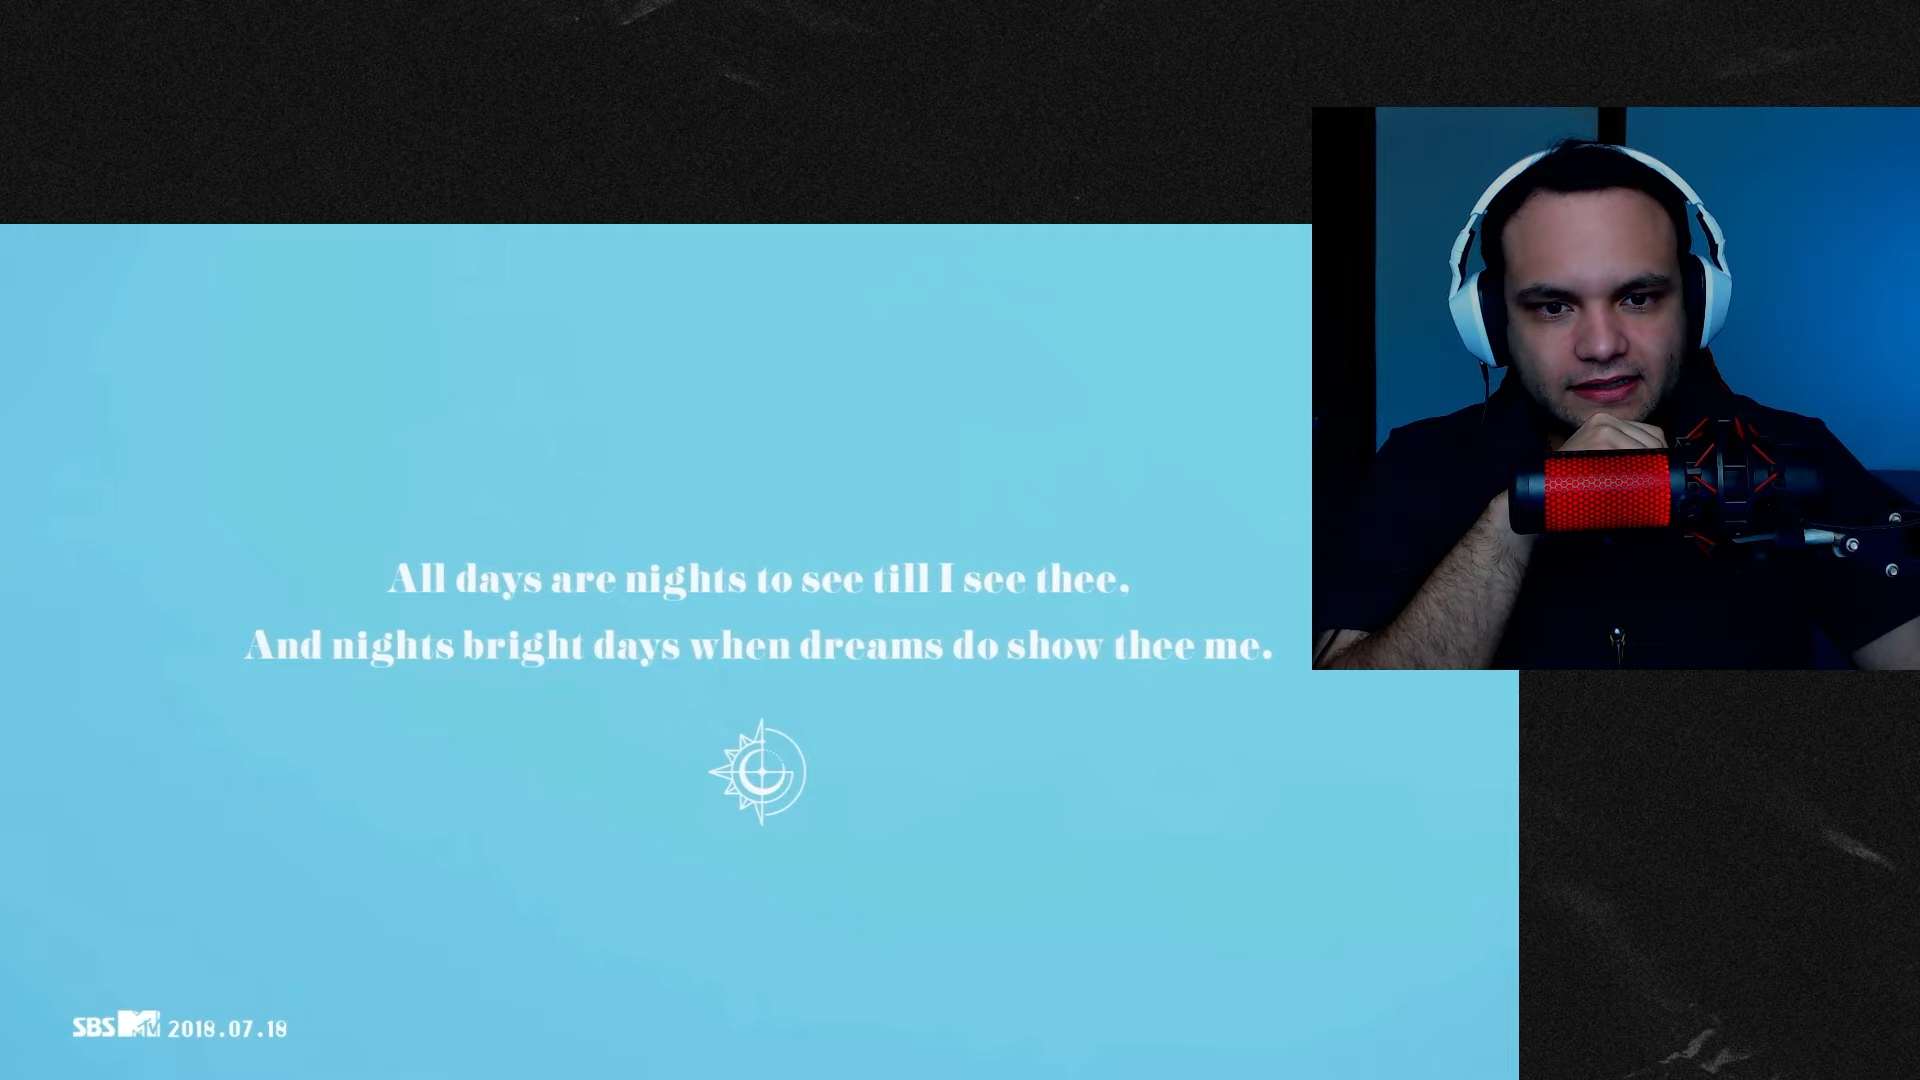 All days are nights to see till I see thee,
And nights bright days when dreams do show thee me.
SBS MTV 2018.07.18